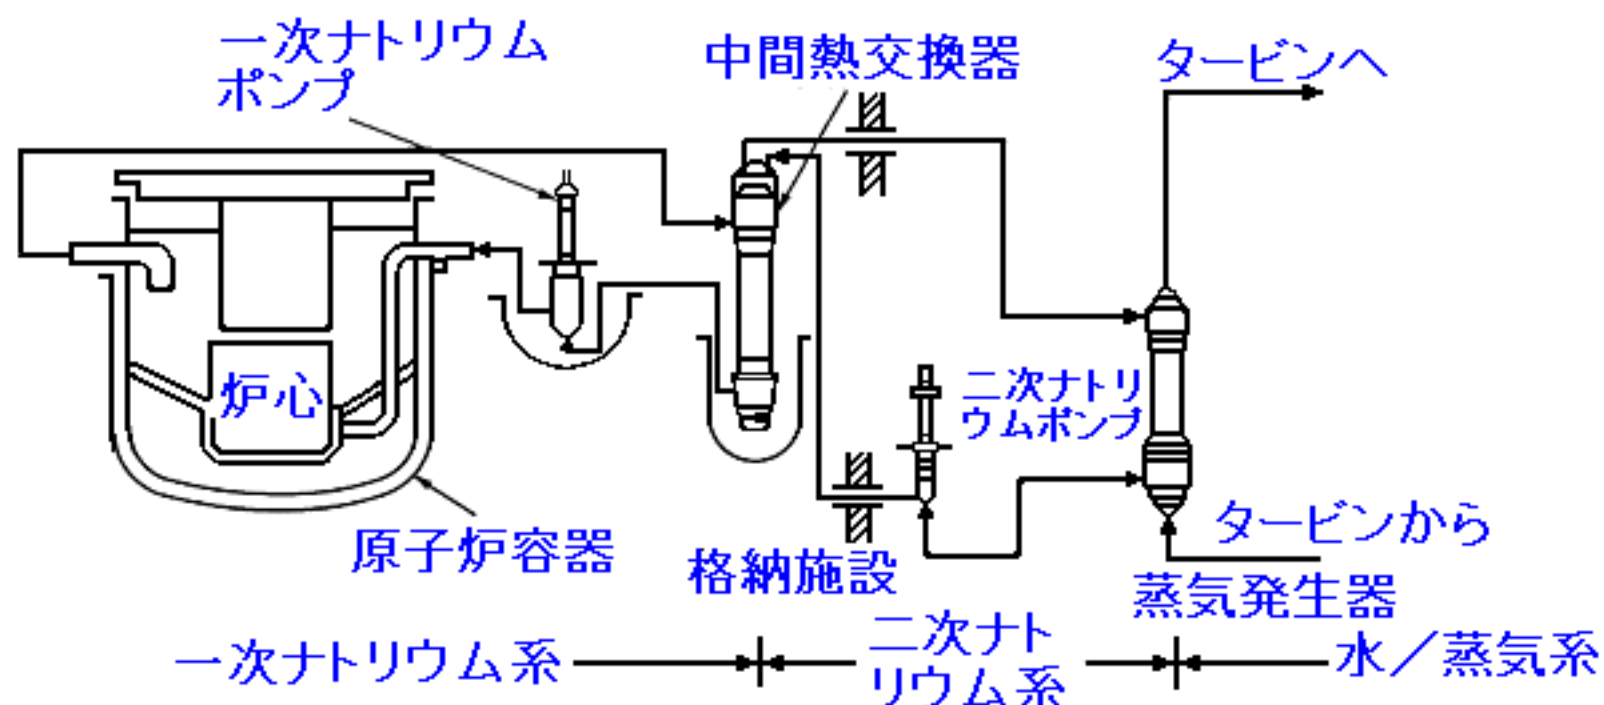 一次ナトリウム
ポンプ
中間熱交換器
タービンへ
炉心
二次ナトリ
ウムポンプ
原子炉容器
格納施設
タービンから
蒸気発生器
一次ナトリウム系
二次ナト
リウム系
水／蒸気系